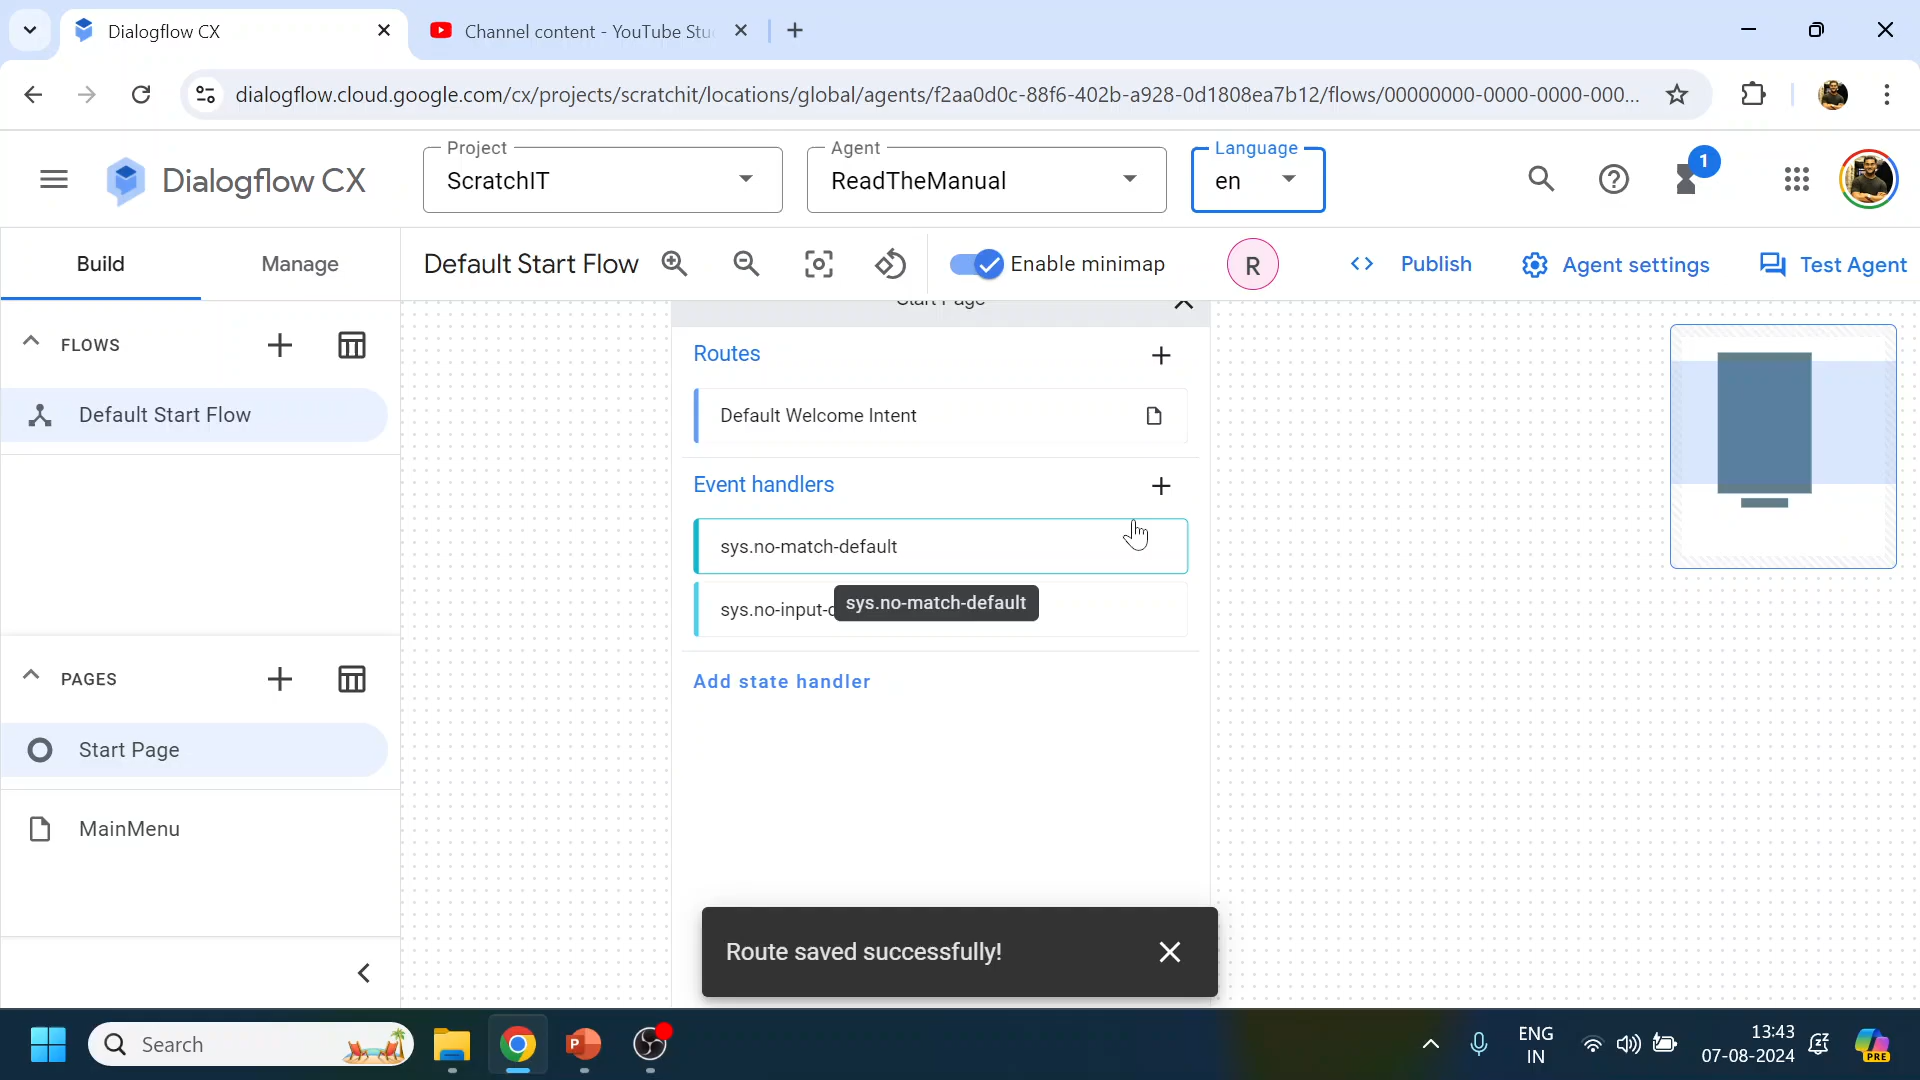 Dialogflow CX
Channel content - YouTube Stu
dialogflow.cloud.google.com/cx/projects/scratchit/locations/global/agents/f2aa0d0c-88f6-402b-a928-0d1808ea7b12/flows/00000000-0000-0000-000...
Dialogflow CX
Project
ScratchIT
Agent
ReadTheManual
Language
en
1
Build
Manage
Default Start Flow
Enable minimap
R
Publish
Agent settings
Test Agent
FLOWS
Default Start Flow
PAGES
Start Page
MainMenu
Start Page
Routes
Default Welcome Intent
Event handlers
sys.no-match-default
sys.no-input-
sys.no-match-default
Add state handler
Route saved successfully!
Search
P
ENG
IN
13:43
07-08-2024
PRE